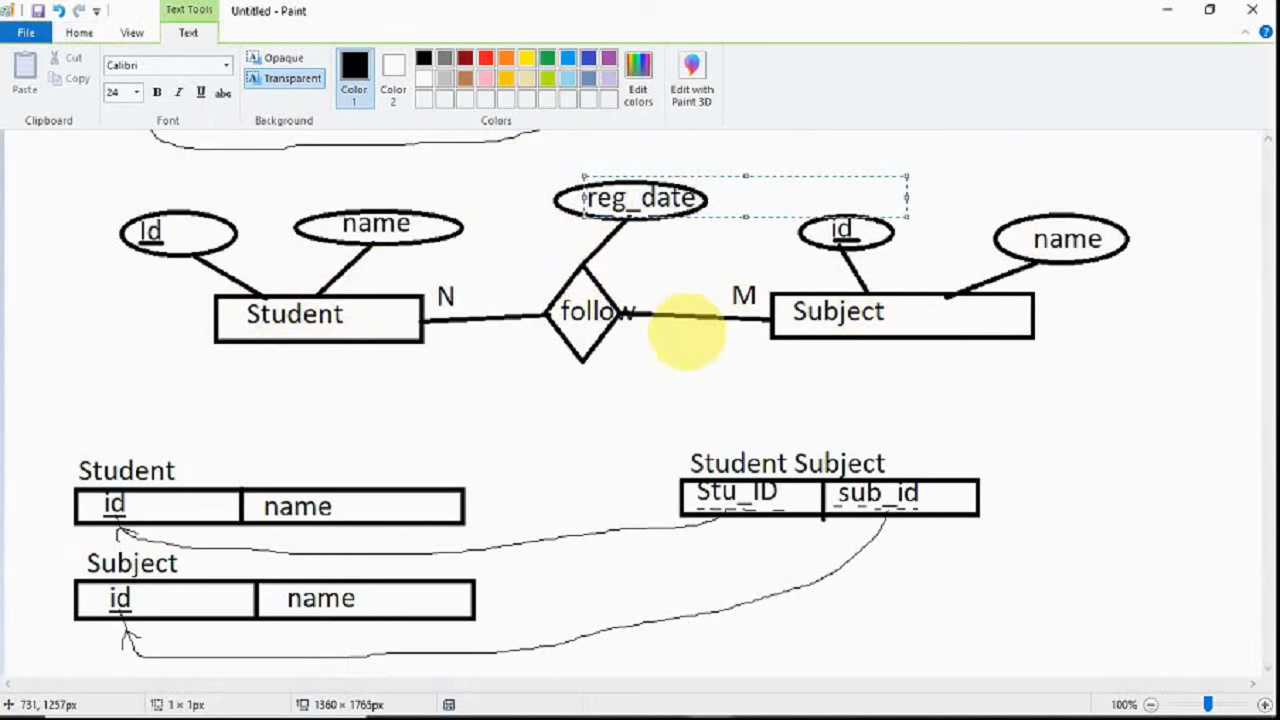 Text Tools
Untitled - Paint
File Home View Text
Paste
Cut
Copy
Clipboard
Calibri
24 B I U abc
Font
Opaque
Transparent
Background
Color 1
Color 2
Edit colors
Colors
Edit with Paint 3D
reg_date
Id
name
id
name
Student
N
follow
M
Subject
Student
id
name
Student Subject
Stu_ID
sub_id
Subject
id
name
731, 1257px
1 × 1px
1360 × 1765px
100%